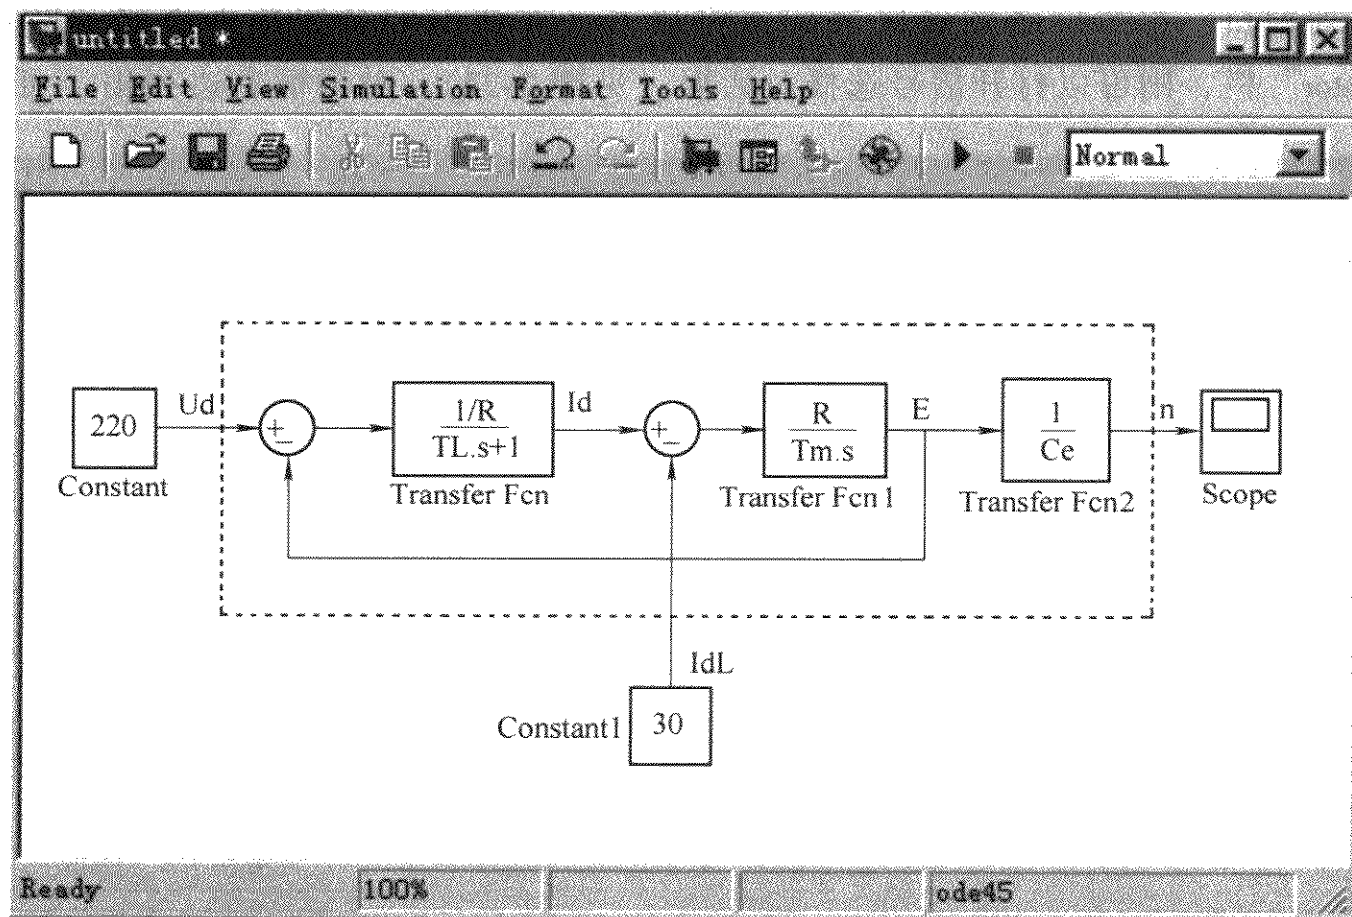 untitled *
File Edit View Simulation Format Tools Help
Normal
220
Ud
+
−
1/R
TL.s+1
Id
+
−
R
Tm.s
E
1
Ce
n
Constant
Transfer Fcn
Transfer Fcn1
Transfer Fcn2
Scope
IdL
Constant1
30
Ready
100%
ode45